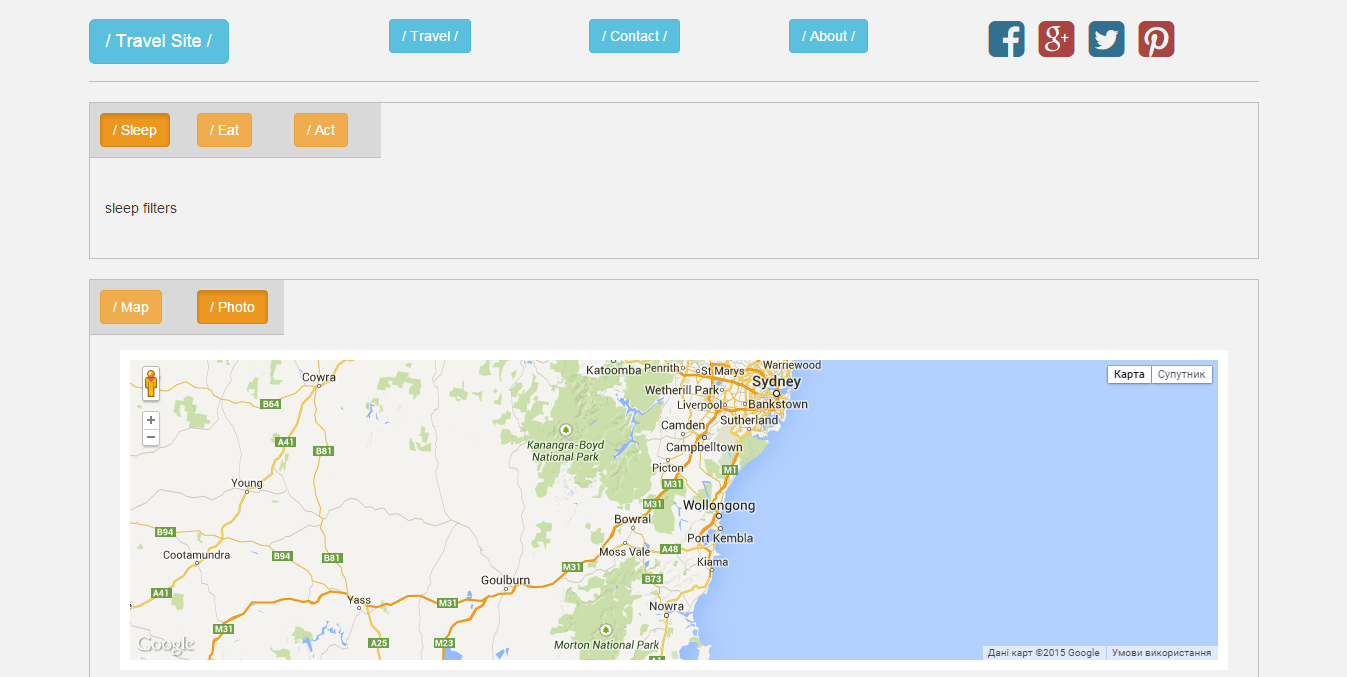 / Travel Site /
/ Travel /
/ Contact /
/ About /
/ Sleep
/ Eat
/ Act
sleep filters
/ Map
/ Photo
Карта
Супутник
Cowra
B64
A41
B81
Young
B94
Cootamundra
B94
B81
A41
Yass
M31
M31
A25
M23
Goulburn
M31
Katoomba
Penrith
St Marys
Warriewood
Sydney
Wetherill Park
Liverpool
Bankstown
Camden
Sutherland
Kanangra-Boyd
National Park
Campbelltown
Picton
M1
M31
M31
Wollongong
Bowral
Port Kembla
Moss Vale
A48
Kiama
B73
Nowra
Morton National Park
A1
Google
Дані карт ©2015 Google
Умови використання